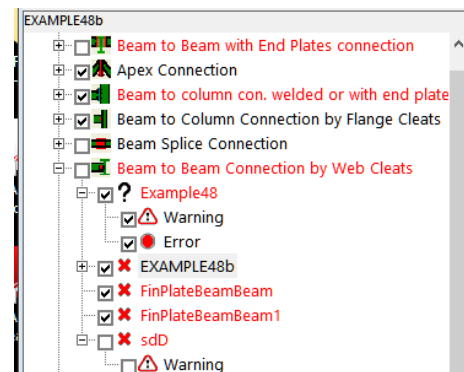 EXAMPLE48b
Beam to Beam with End Plates connection
Apex Connection
Beam to column con. welded or with end plate
Beam to Column Connection by Flange Cleats
Beam Splice Connection
Beam to Beam Connection by Web Cleats
? Example48
Warning
Error
EXAMPLE48b
FinPlateBeamBeam
FinPlateBeamBeam1
sdD
Warning